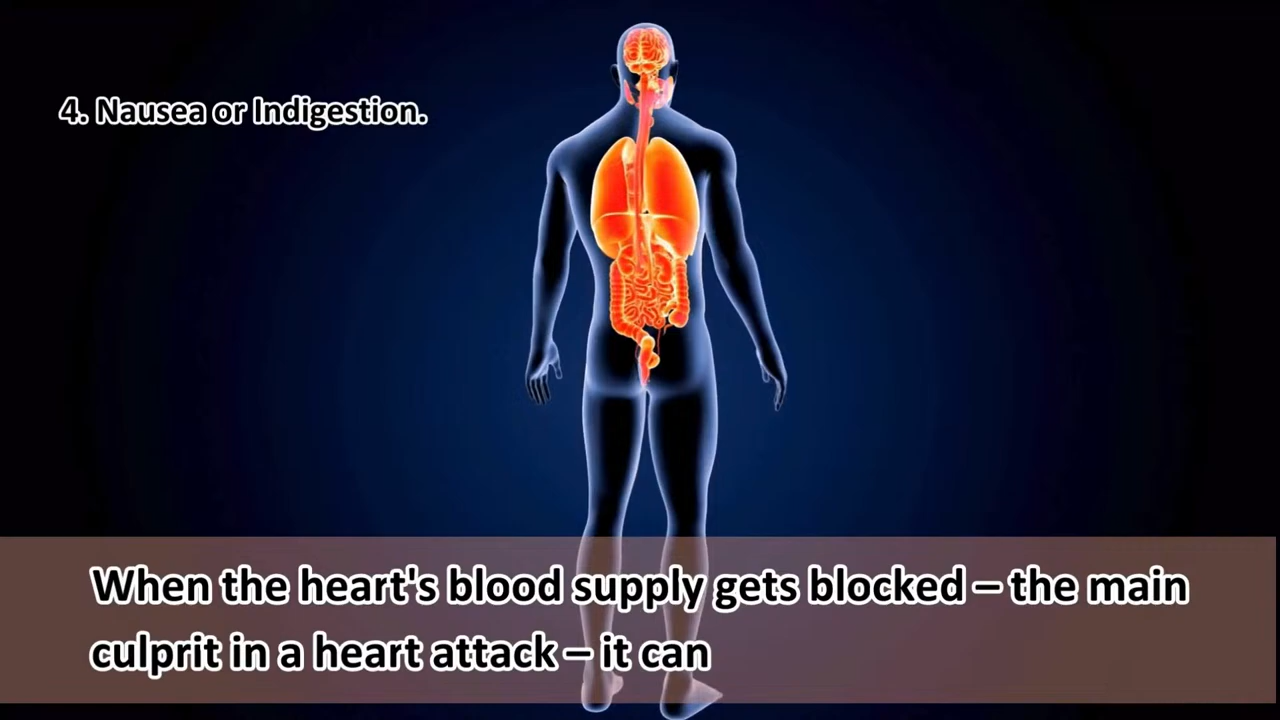 4. Nausea or Indigestion.
When the heart's blood supply gets blocked – the main
culprit in a heart attack – it can